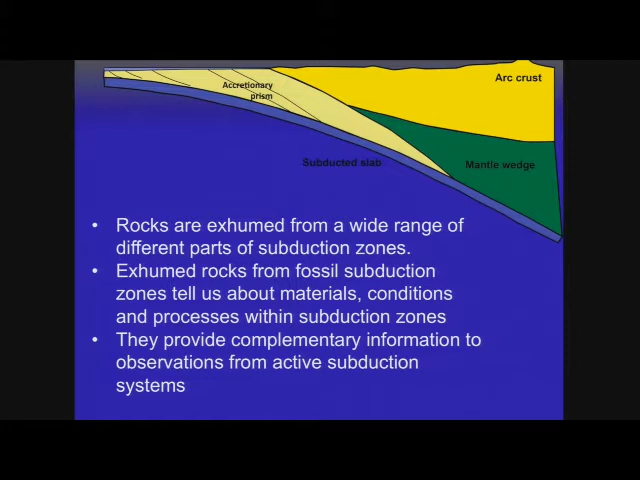 Arc crust
Accretionary
prism
Subducted slab
Mantle wedge
• Rocks are exhumed from a wide range of
different parts of subduction zones.
• Exhumed rocks from fossil subduction
zones tell us about materials, conditions
and processes within subduction zones
• They provide complementary information to
observations from active subduction
systems